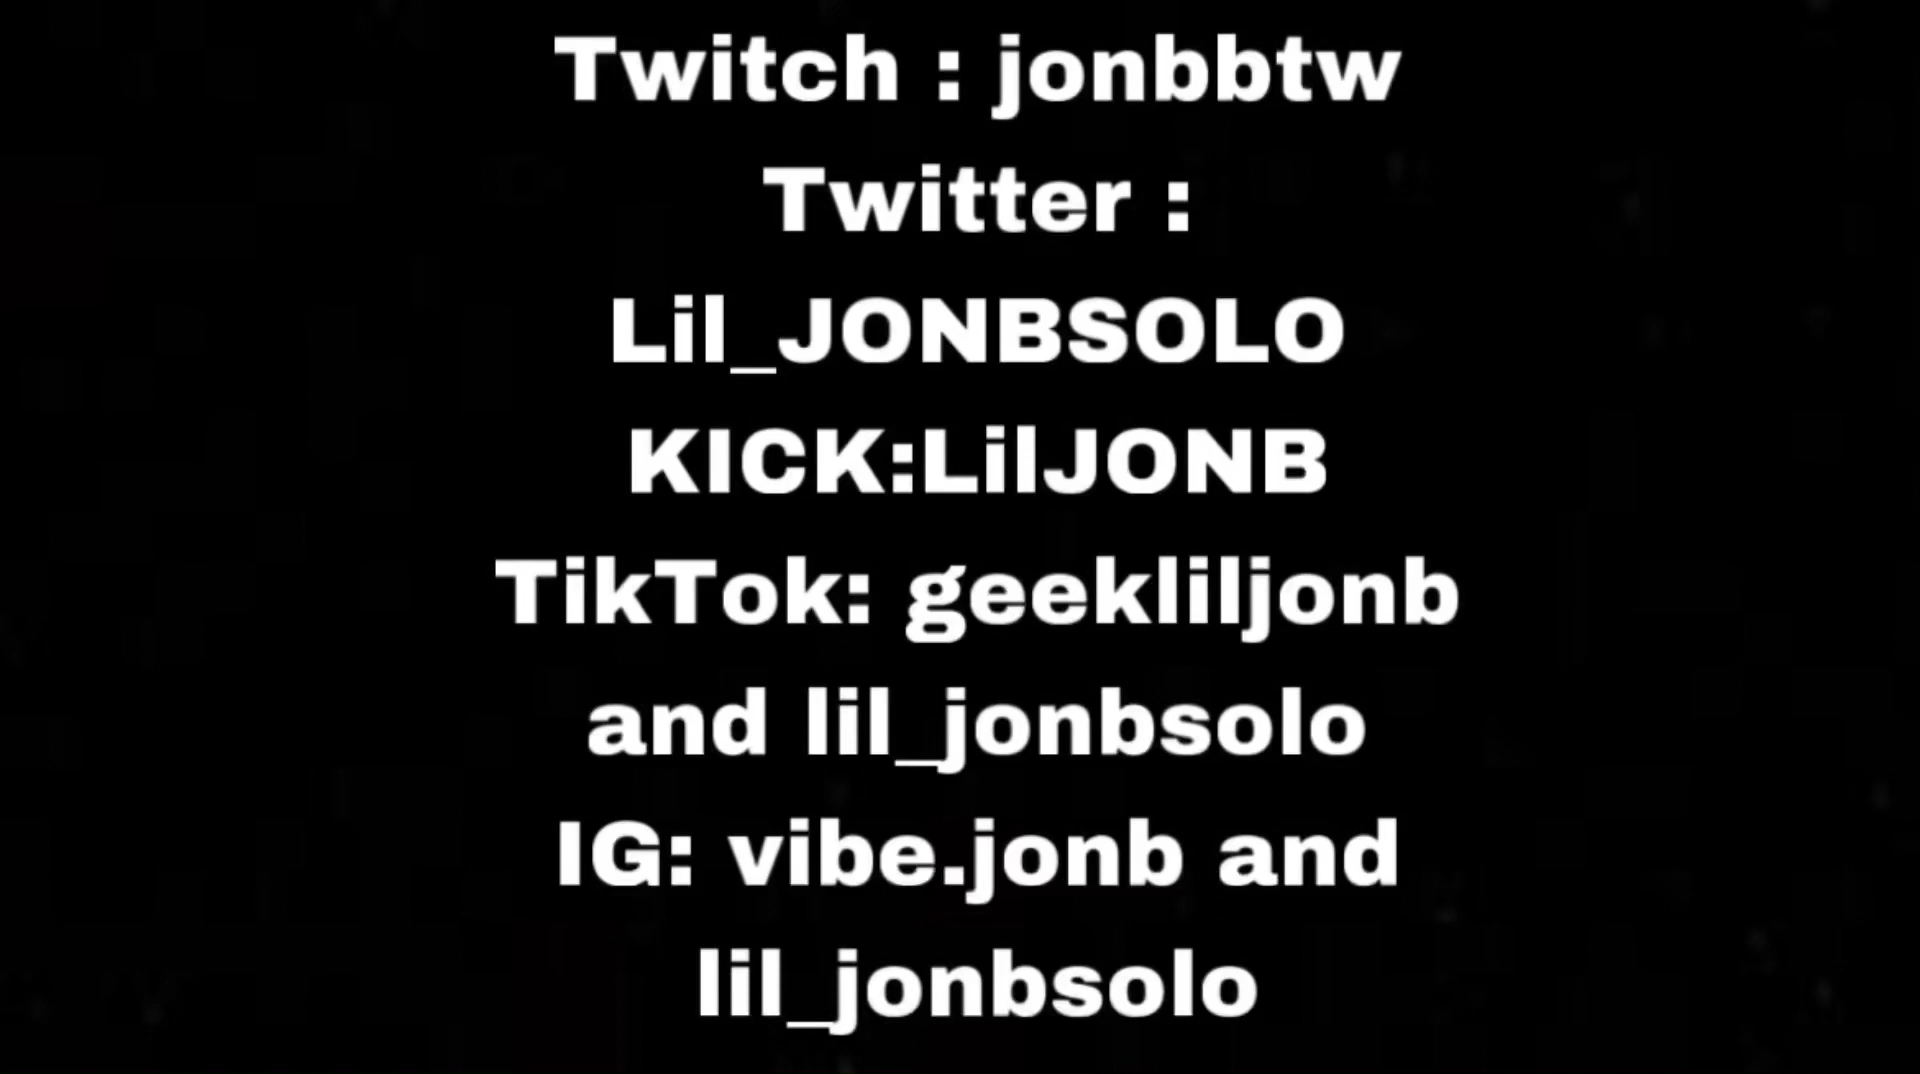 Twitch : jonbbtw
Twitter :
Lil_JONBSOLO
KICK:LilJONB
TikTok: geekliljonb
and lil_jonbsolo
IG: vibe.jonb and
lil_jonbsolo